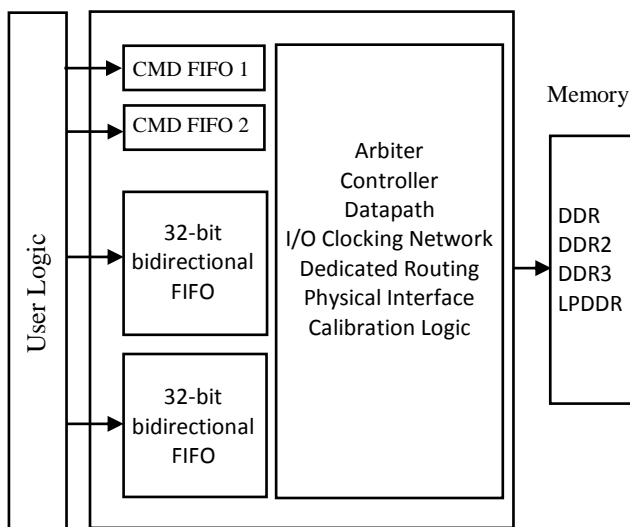 User Logic
CMD FIFO 1
CMD FIFO 2
32-bit
bidirectional
FIFO
32-bit
bidirectional
FIFO
Arbiter
Controller
Datapath
I/O Clocking Network
Dedicated Routing
Physical Interface
Calibration Logic
Memory
DDR
DDR2
DDR3
LPDDR